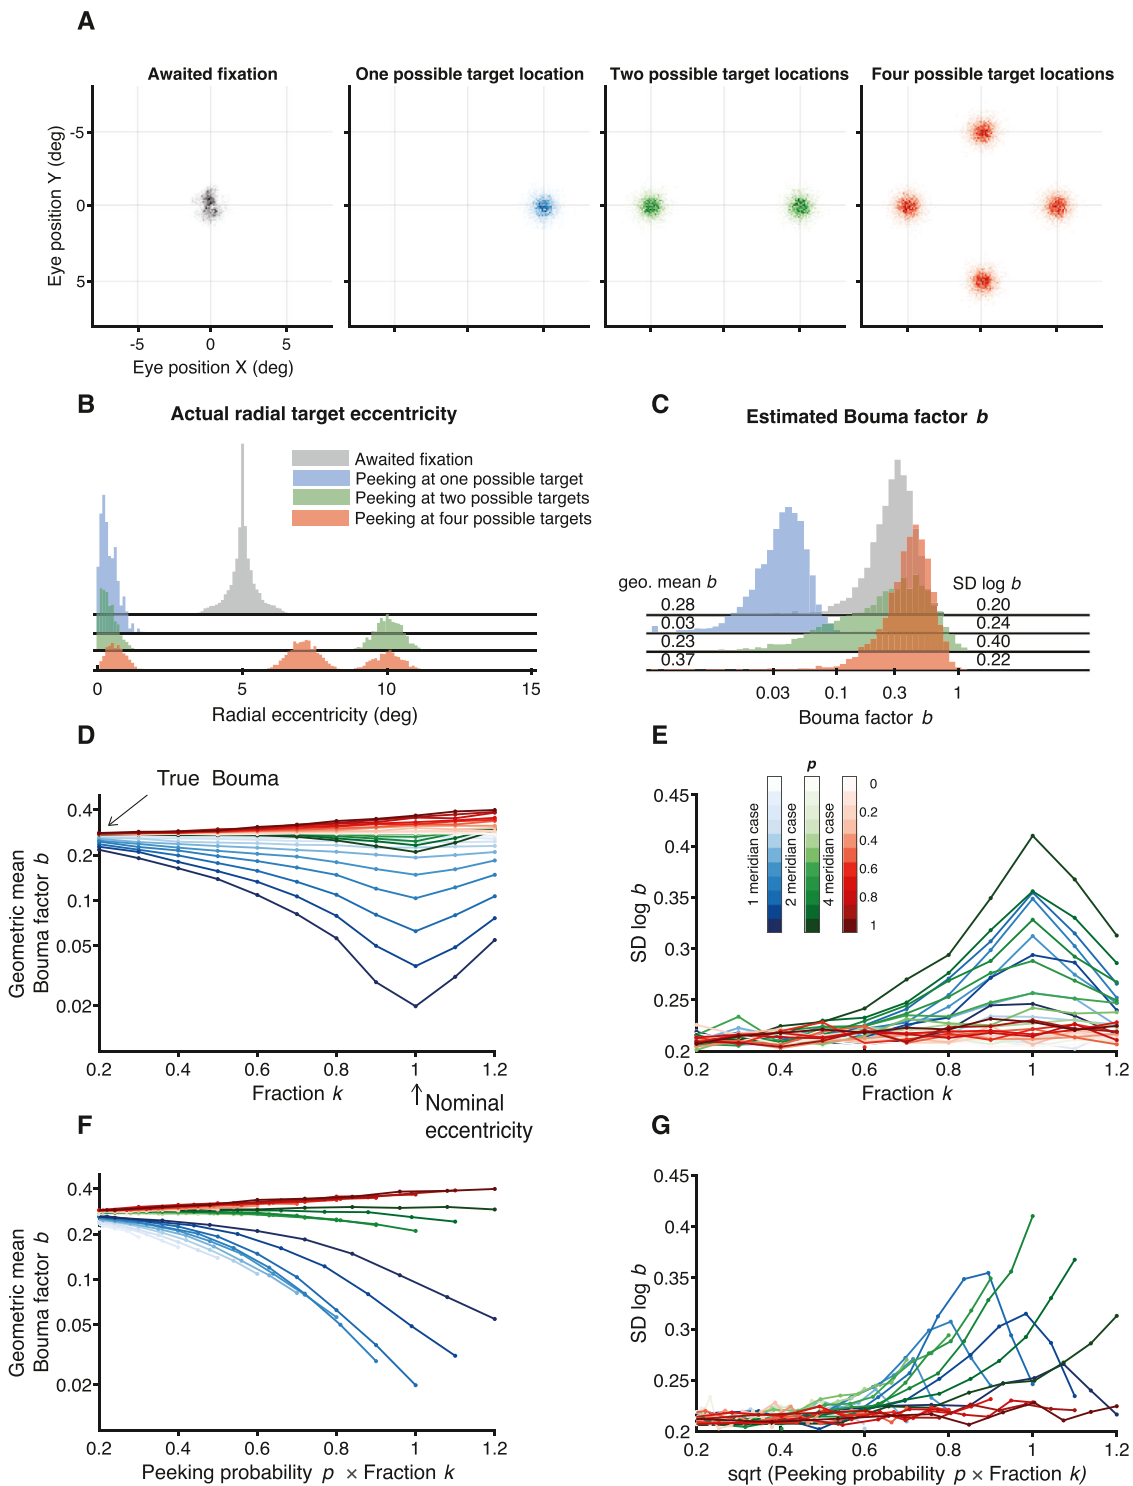 A
Awaited fixation
One possible target location
Two possible target locations
Four possible target locations
Eye position Y (deg)
-5
0
5
-5 0 5
Eye position X (deg)
B
Actual radial target eccentricity
Awaited fixation
Peeking at one possible target
Peeking at two possible targets
Peeking at four possible targets
0 5 10 15
Radial eccentricity (deg)
C
Estimated Bouma factor b
geo. mean b
SD log b
0.28 0.20
0.03 0.24
0.23 0.40
0.37 0.22
0.03 0.1 0.3 1
Bouma factor b
D
True Bouma
Geometric mean
Bouma factor b
0.4
0.2
0.1
0.05
0.02
0.2 0.4 0.6 0.8 1 1.2
Fraction k
Nominal
eccentricity
E
p
1 meridian case
2 meridian case
4 meridian case
0
0.2
0.4
0.6
0.8
1
SD log b
0.45
0.4
0.35
0.3
0.25
0.2
0.2 0.4 0.6 0.8 1 1.2
Fraction k
F
Geometric mean
Bouma factor b
0.4
0.2
0.1
0.05
0.02
0.2 0.4 0.6 0.8 1 1.2
Peeking probability p × Fraction k
G
SD log b
0.45
0.4
0.35
0.3
0.25
0.2
0.2 0.4 0.6 0.8 1 1.2
sqrt (Peeking probability p × Fraction k)